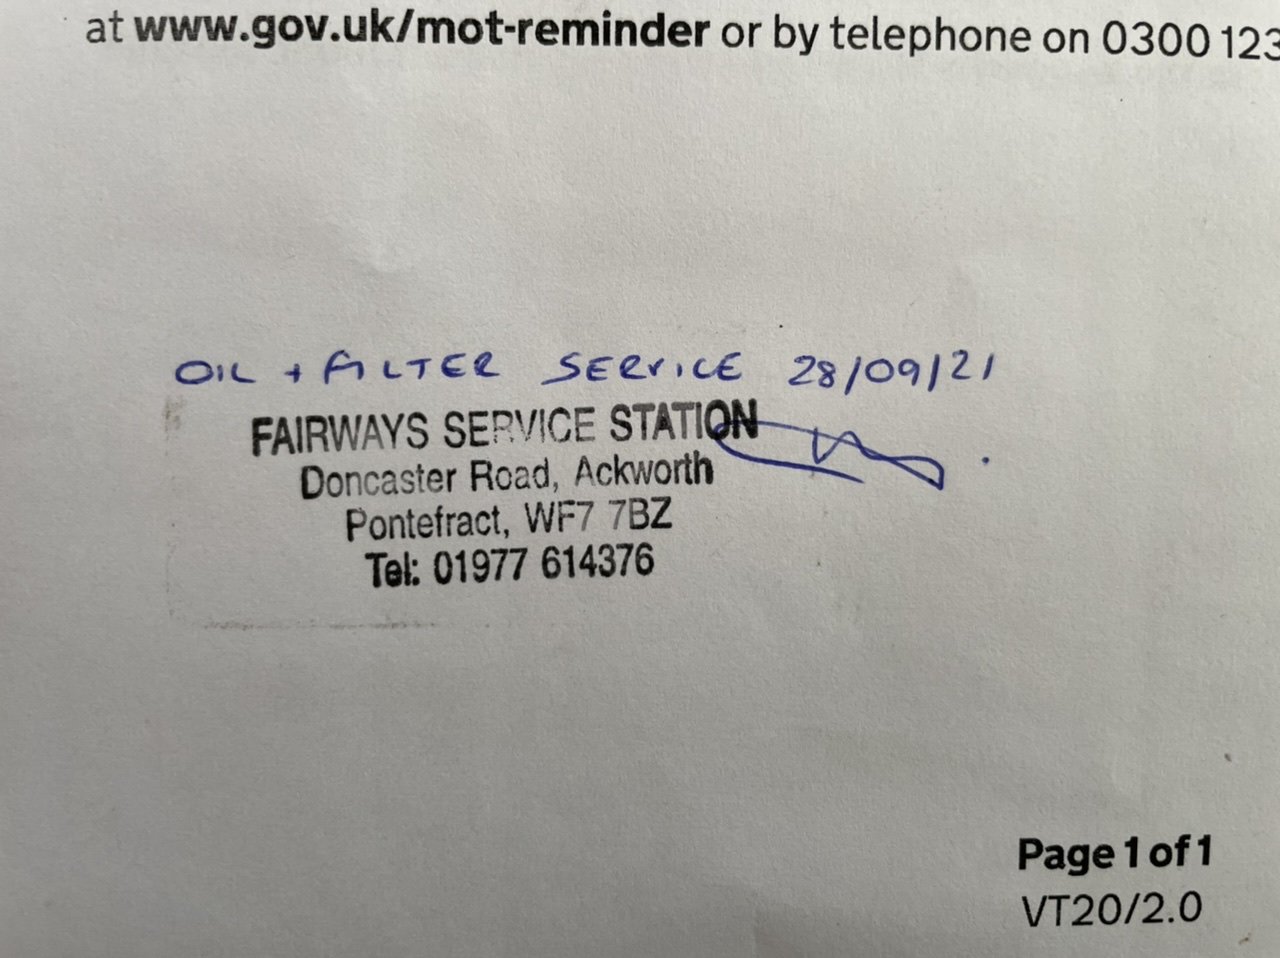 at www.gov.uk/mot-reminder or by telephone on 0300 123
OIL + FILTER SERVICE 28/09/21
FAIRWAYS SERVICE STATION
Doncaster Road, Ackworth
Pontefract, WF7 7BZ
Tel: 01977 614376
Page 1 of 1
VT20/2.0